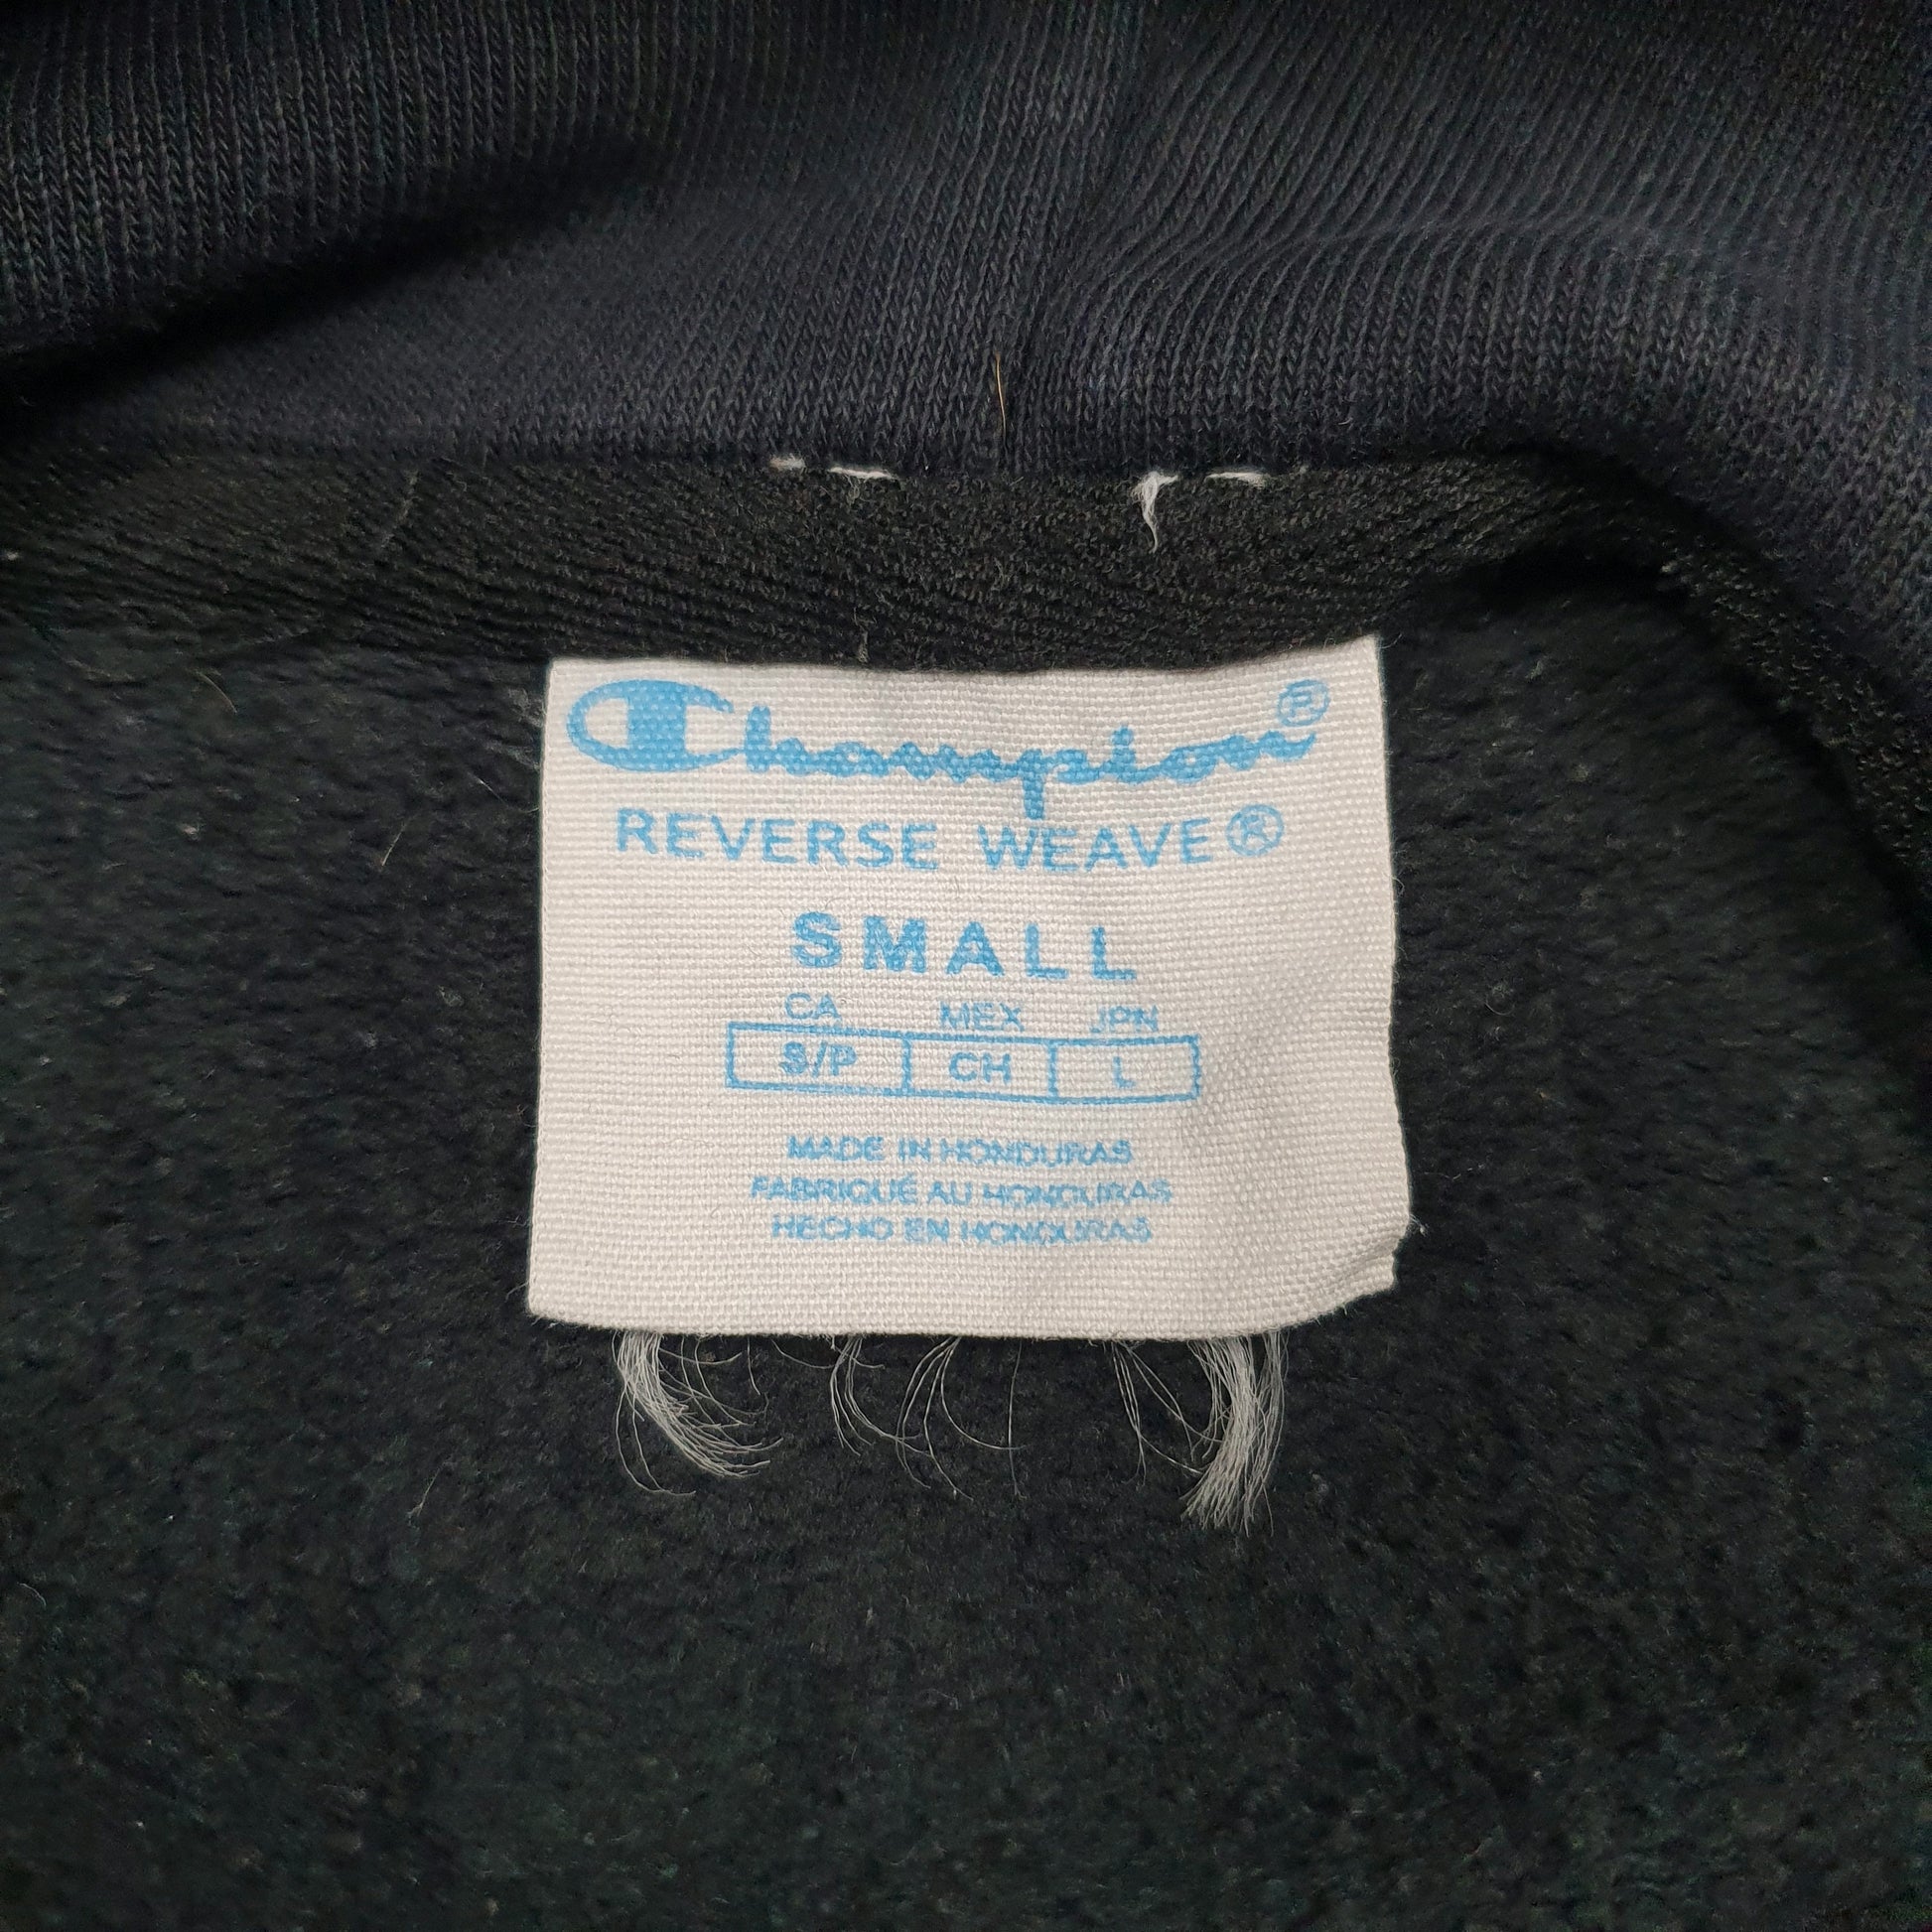 Champion®
REVERSE WEAVE®
SMALL
CA MEX JPN
S/P CH L
MADE IN HONDURAS
FABRIQUÉ AU HONDURAS
HECHO EN HONDURAS